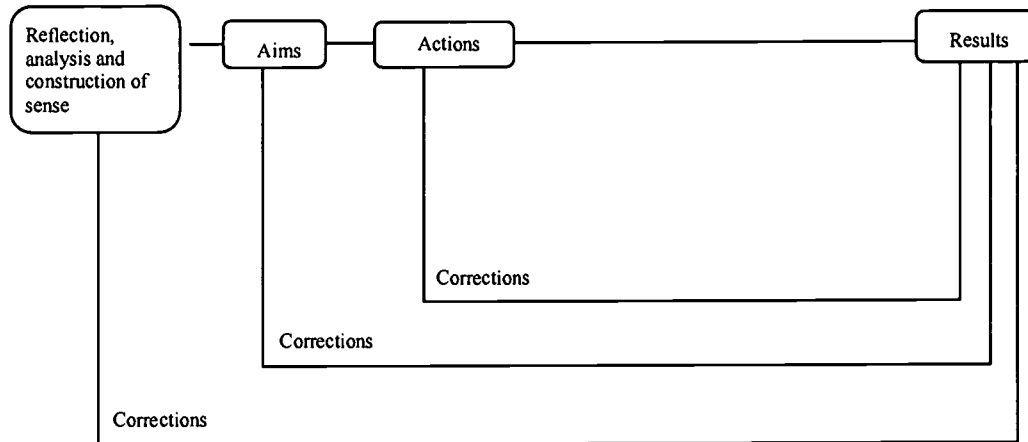 Reflection,
analysis and
construction of
sense
Aims
Actions
Results
Corrections
Corrections
Corrections